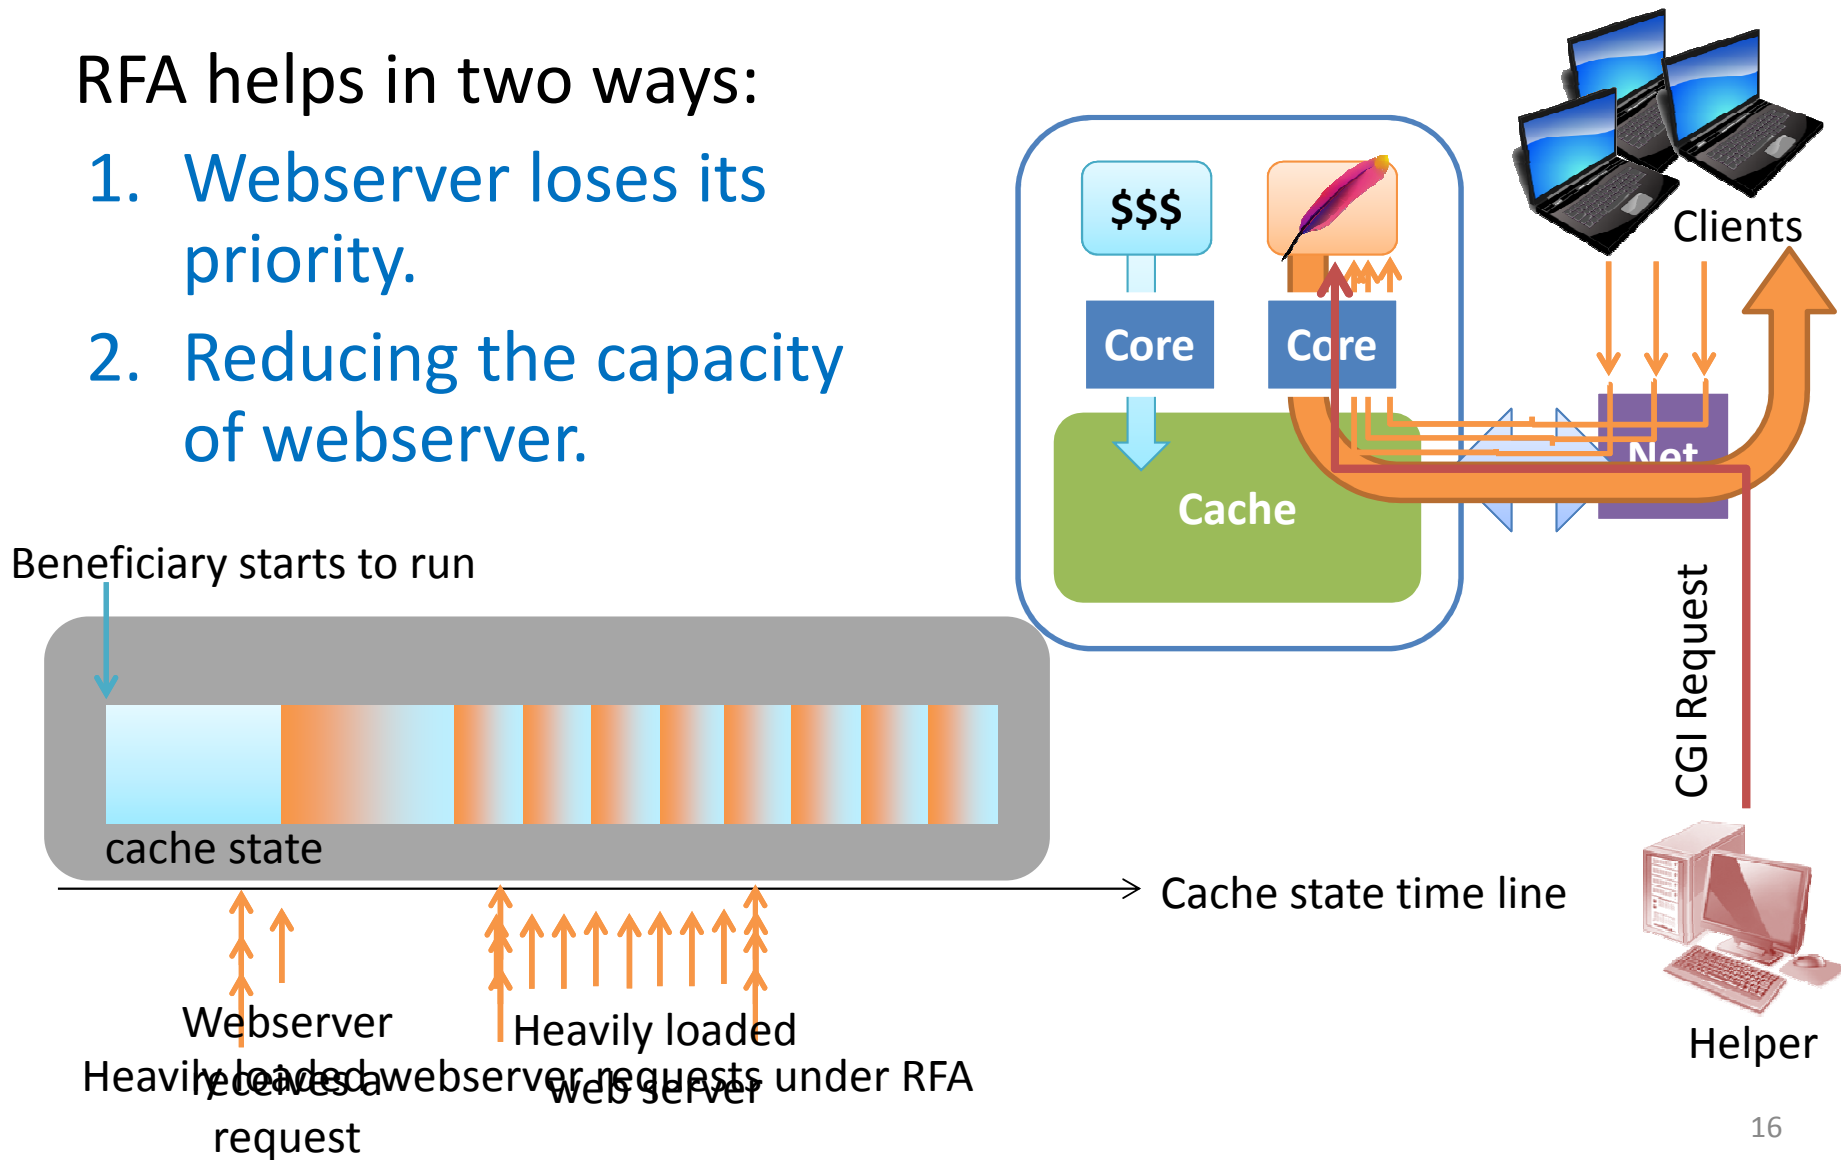 RFA helps in two ways:
1. Webserver loses its
priority.
2. Reducing the capacity
of webserver.
$$$
Core
Core
Cache
Net
Clients
CGI Request
Helper
Beneficiary starts to run
cache state
Cache state time line
Webserver
receives a
request
Heavily loaded
web server
Heavily loaded webserver requests under RFA
16